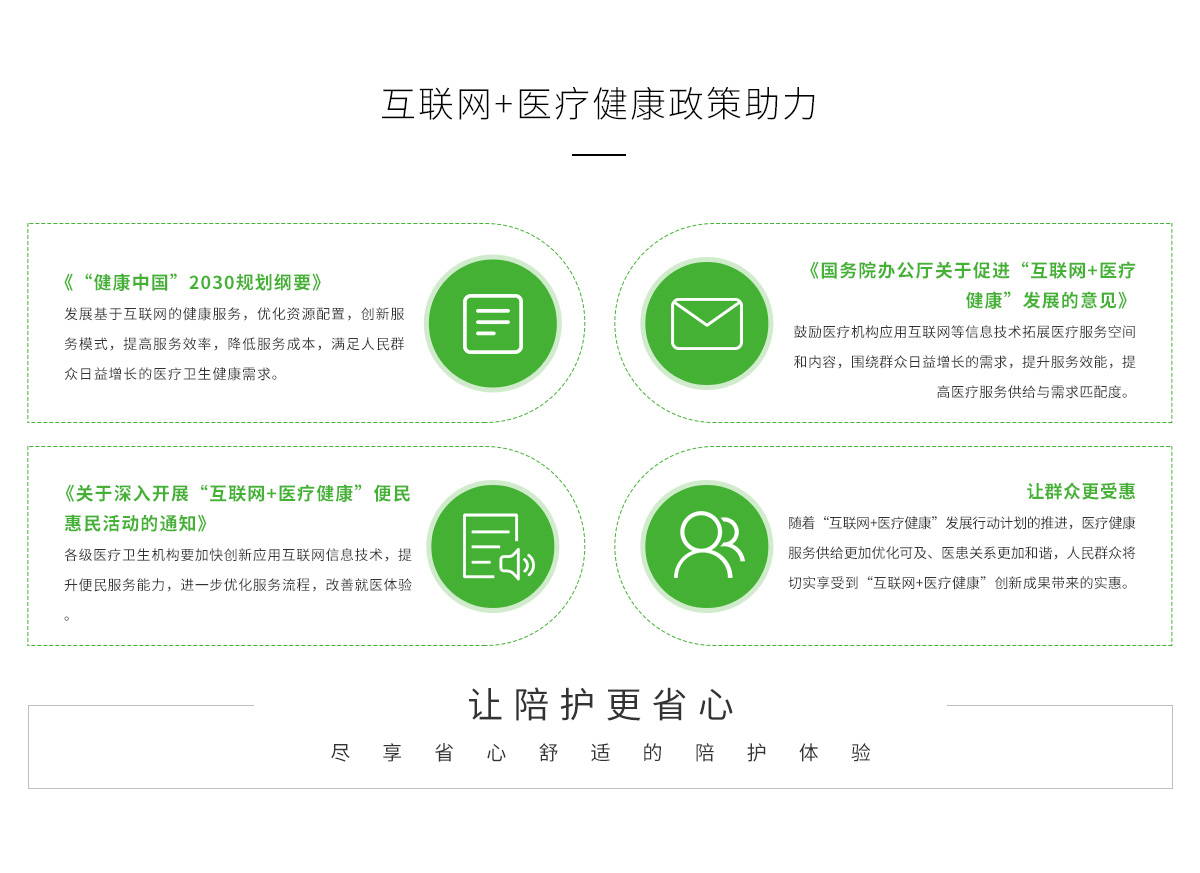 互联网+医疗健康政策助力
《“健康中国”2030规划纲要》
发展基于互联网的健康服务，优化资源配置，创新服
务模式，提高服务效率，降低服务成本，满足人民群
众日益增长的医疗卫生健康需求。
《国务院办公厅关于促进“互联网+医疗
健康”发展的意见》
鼓励医疗机构应用互联网等信息技术拓展医疗服务空间
和内容，围绕群众日益增长的需求，提升服务效能，提
高医疗服务供给与需求匹配度。
《关于深入开展“互联网+医疗健康”便民
惠民活动的通知》
各级医疗卫生机构要加快创新应用互联网信息技术，提
升便民服务能力，进一步优化服务流程，改善就医体验
。
让群众更受惠
随着“互联网+医疗健康”发展行动计划的推进，医疗健康
服务供给更加优化可及、医患关系更加和谐，人民群众将
切实享受到“互联网+医疗健康”创新成果带来的实惠。
让陪护更省心
尽享省心舒适的陪护体验